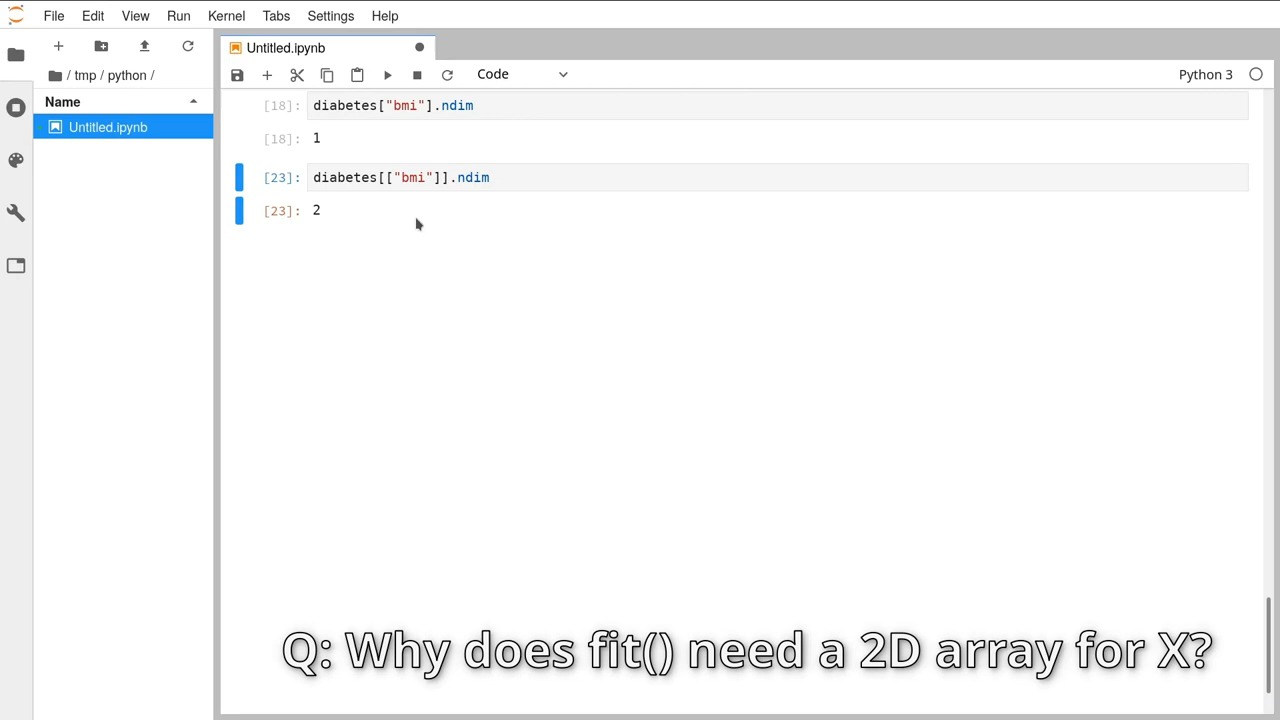 File Edit View Run Kernel Tabs Settings Help
Untitled.ipynb
Code
Python 3
/ tmp / python /
Name
Untitled.ipynb
[18]: diabetes["bmi"].ndim
[18]: 1
[23]: diabetes[["bmi"]].ndim
[23]: 2
Q: Why does fit() need a 2D array for X?